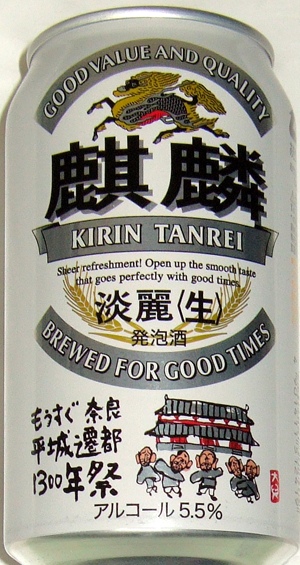 GOOD VALUE AND QUALITY
麒麟
KIRIN TANREI
Sheer refreshment! Open up the smooth taste
that goes perfectly with good times.
淡麗〈生〉
発泡酒
BREWED FOR GOOD TIMES
もうすぐ奈良
平城遷都
1300年祭
アルコール5.5%